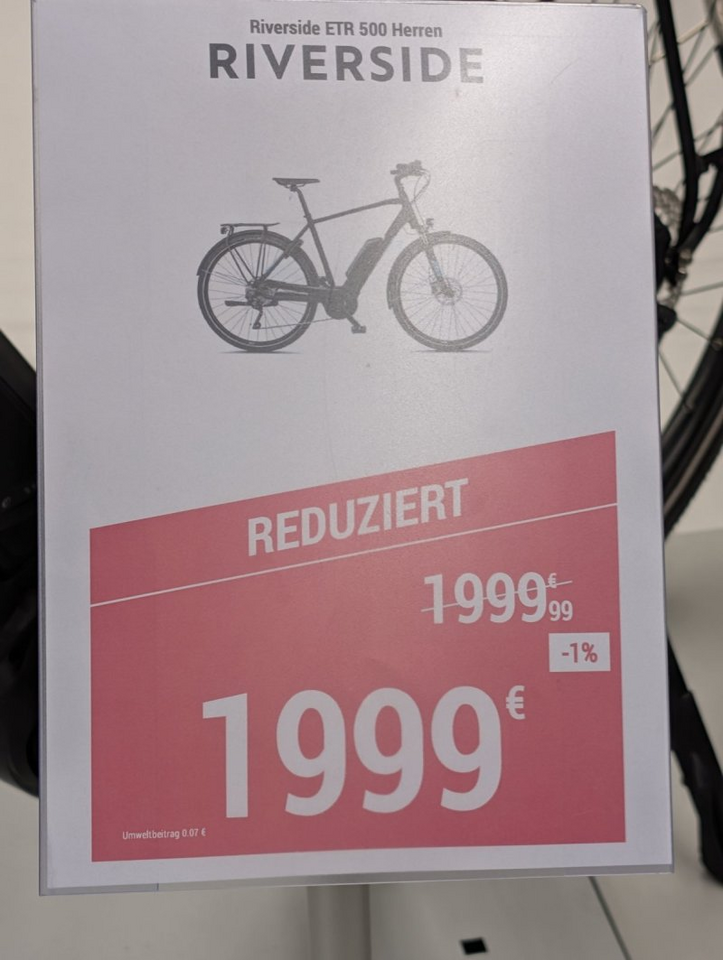 Riverside ETR 500 Herren
RIVERSIDE
REDUZIERT
1999€99
-1%
1999€
Umweltbeitrag 0.07 €